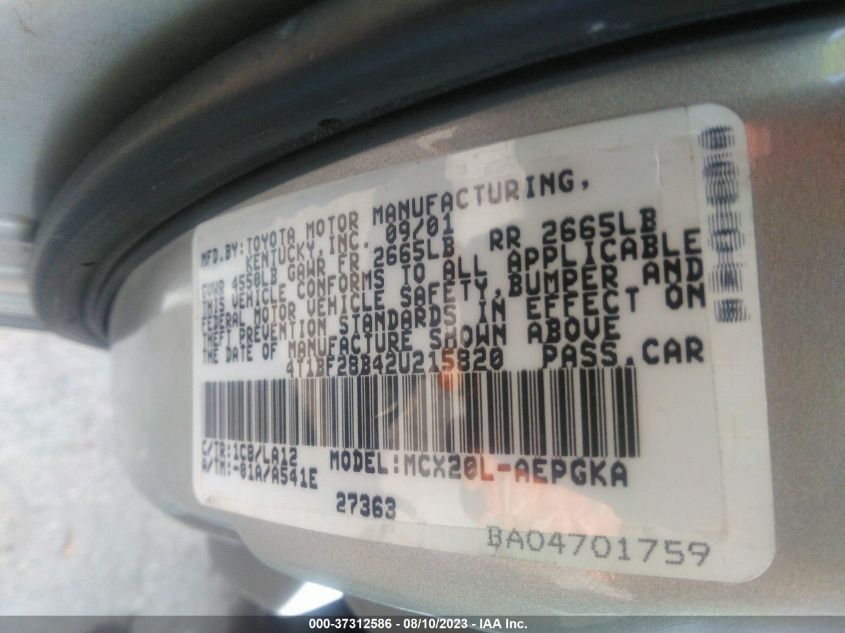 MFD.BY:TOYOTA MOTOR MANUFACTURING,
KENTUCKY, INC. 09/01
GVWR 4550LB GAWR FR 2665LB RR 2665LB
THIS VEHICLE CONFORMS TO ALL APPLICABLE
FEDERAL MOTOR VEHICLE SAFETY, BUMPER AND
THEFT PREVENTION STANDARDS IN EFFECT ON
THE DATE OF MANUFACTURE SHOWN ABOVE
4T1BF28B42U215820 PASS.CAR
C/TR:1CB/LA12 MODEL:MCX20L-AEPGKA
A/TM:-01A/A541E
27363
BA04701759
000-37312586 - 08/10/2023 - IAA Inc.